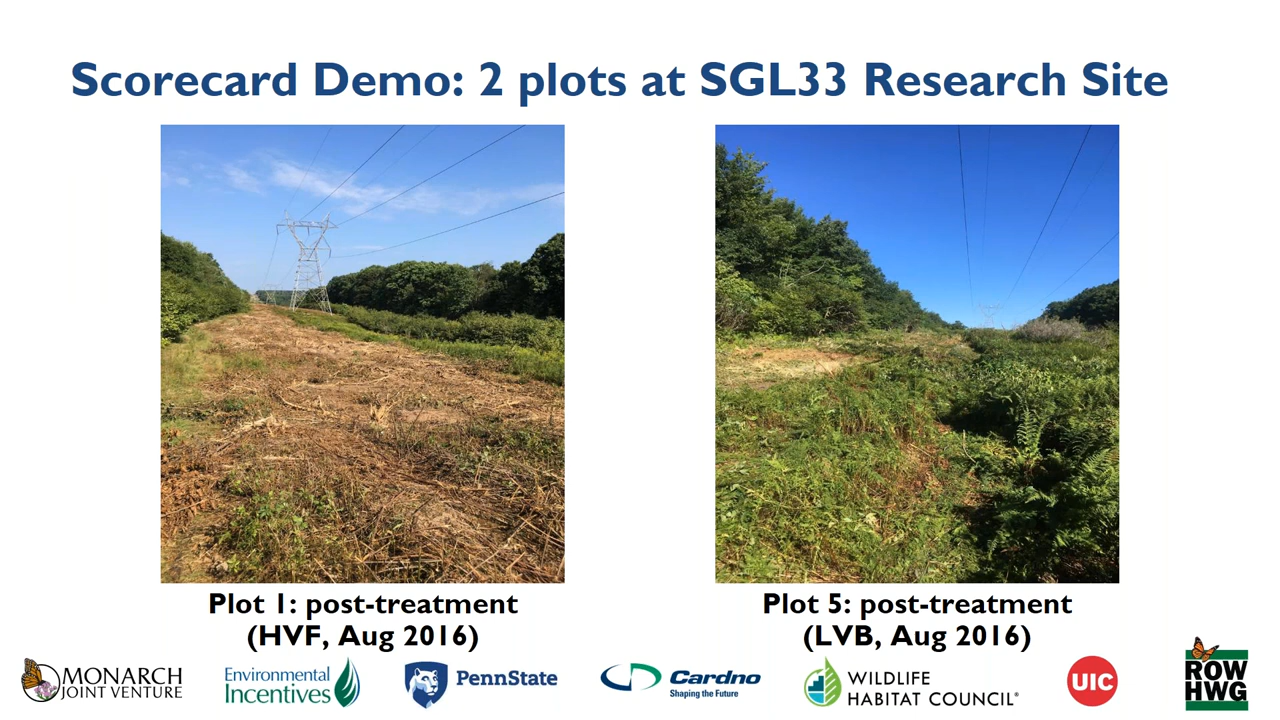 Scorecard Demo: 2 plots at SGL33 Research Site
Plot 1: post-treatment
(HVF, Aug 2016)
Plot 5: post-treatment
(LVB, Aug 2016)
MONARCH
JOINT VENTURE
Environmental
Incentives
PennState
Cardno
Shaping the Future
WILDLIFE
HABITAT COUNCIL®
UIC
ROW
HWG